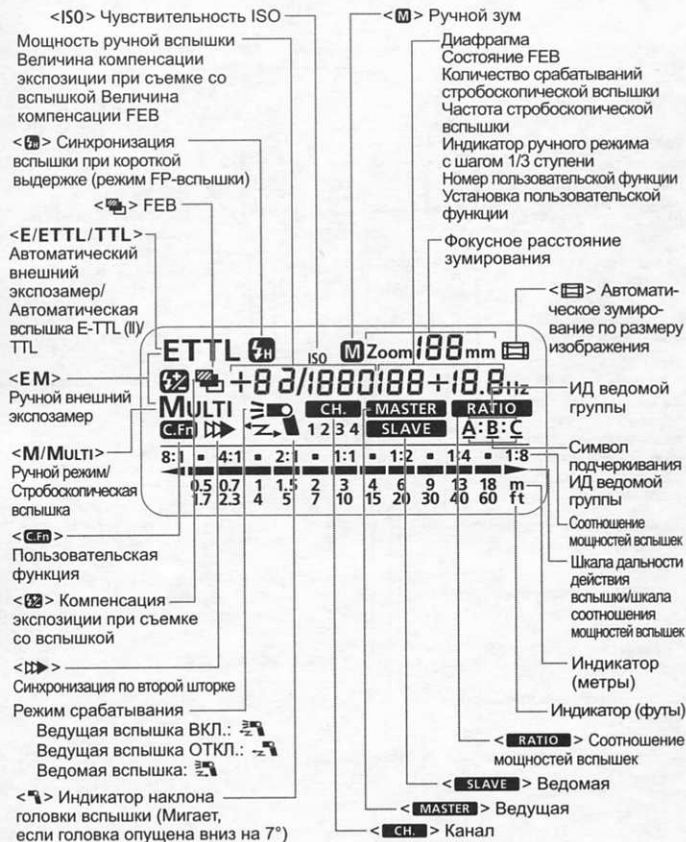 <ISO> Чувствительность ISO
Мощность ручной вспышки
Величина компенсации
экспозиции при съемке со
вспышкой Величина
компенсации FEB
< > Синхронизация
вспышки при короткой
выдержке (режим FP-вспышки)
< > FEB
<E/ETTL/TTL>
Автоматический
внешний
экспозамер/
Автоматическая
вспышка E-TTL (II)/
TTL
<EM>
Ручной внешний
экспозамер
<M/MULTI>
Ручной режим/
Стробоскопическая
вспышка
<C.Fn>
Пользовательская
функция
< > Компенсация
экспозиции при съемке
со вспышкой
< >
Синхронизация по второй шторке
Режим срабатывания
Ведущая вспышка ВКЛ.:
Ведущая вспышка ОТКЛ.:
Ведомая вспышка:
< > Индикатор наклона
головки вспышки (Мигает,
если головка опущена вниз на 7°)
<M> Ручной зум
Диафрагма
Состояние FEB
Количество срабатываний
стробоскопической вспышки
Частота стробоскопической
вспышки
Индикатор ручного режима
с шагом 1/3 ступени
Номер пользовательской функции
Установка пользовательской
функции
Фокусное расстояние
зумирования
< > Автомати-
ческое зумиро-
вание по размеру
изображения
ETTL H ISO M Zoom 188 mm
+8 8/1880 188 +18.8 Hz
MULTI CH. MASTER RATIO
C.Fn 1 2 3 4 SLAVE A:B:C
8:1 4:1 2:1 1:1 1:2 1:4 1:8
0.5 0.7 1 1.5 2 3 4 6 9 13 18 m
1.7 2.3 4 5 7 10 15 20 30 40 60 ft
ИД ведомой
группы
Символ
подчеркивания
ИД ведомой
группы
Соотношение
мощностей вспышек
Шкала дальности
действия
вспышки/шкала
соотношения
мощностей вспышек
Индикатор
(метры)
Индикатор (футы)
< RATIO > Соотношение
мощностей вспышек
< SLAVE > Ведомая
< MASTER > Ведущая
< CH. > Канал